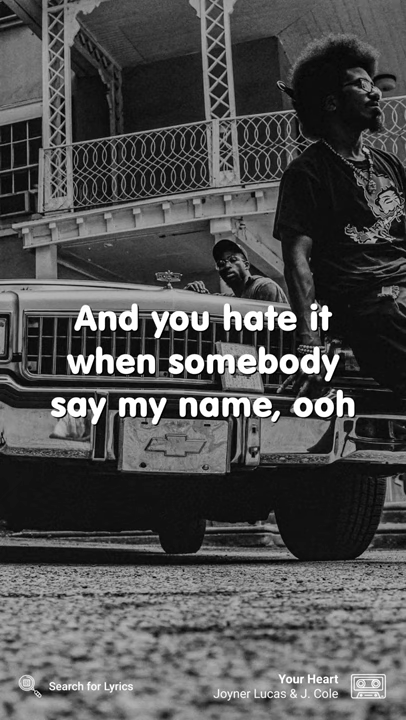 And you hate it
when somebody
say my name, ooh
Search for Lyrics
Your Heart
Joyner Lucas & J. Cole